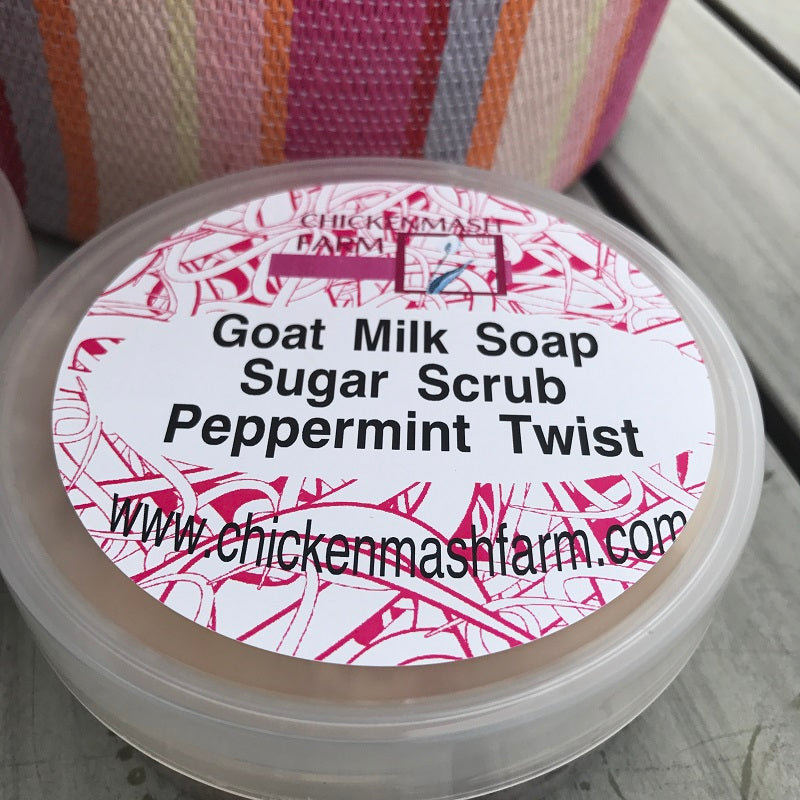 CHICKENMASH
FARM
Goat Milk Soap
Sugar Scrub
Peppermint Twist
www.chickenmashfarm.com